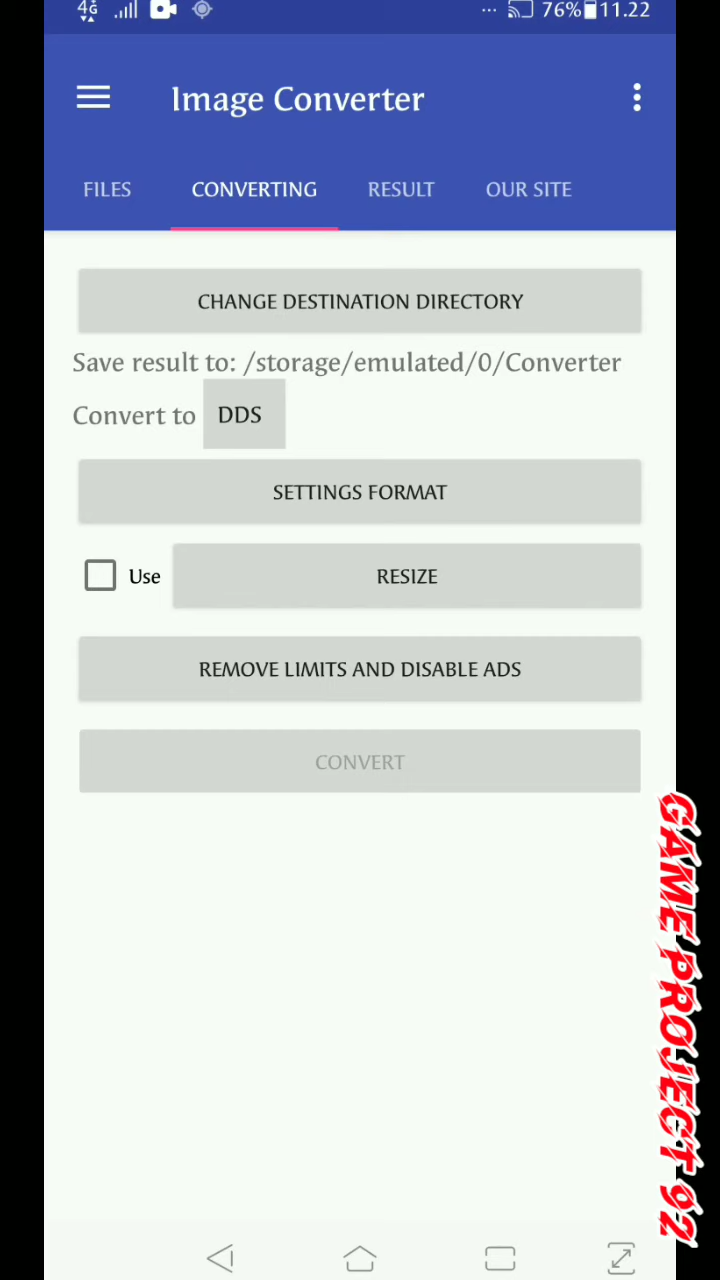 4G 76% 11.22
Image Converter
FILES CONVERTING RESULT OUR SITE
CHANGE DESTINATION DIRECTORY
Save result to: /storage/emulated/0/Converter
Convert to DDS
SETTINGS FORMAT
Use RESIZE
REMOVE LIMITS AND DISABLE ADS
CONVERT
GAME PROJECT 92